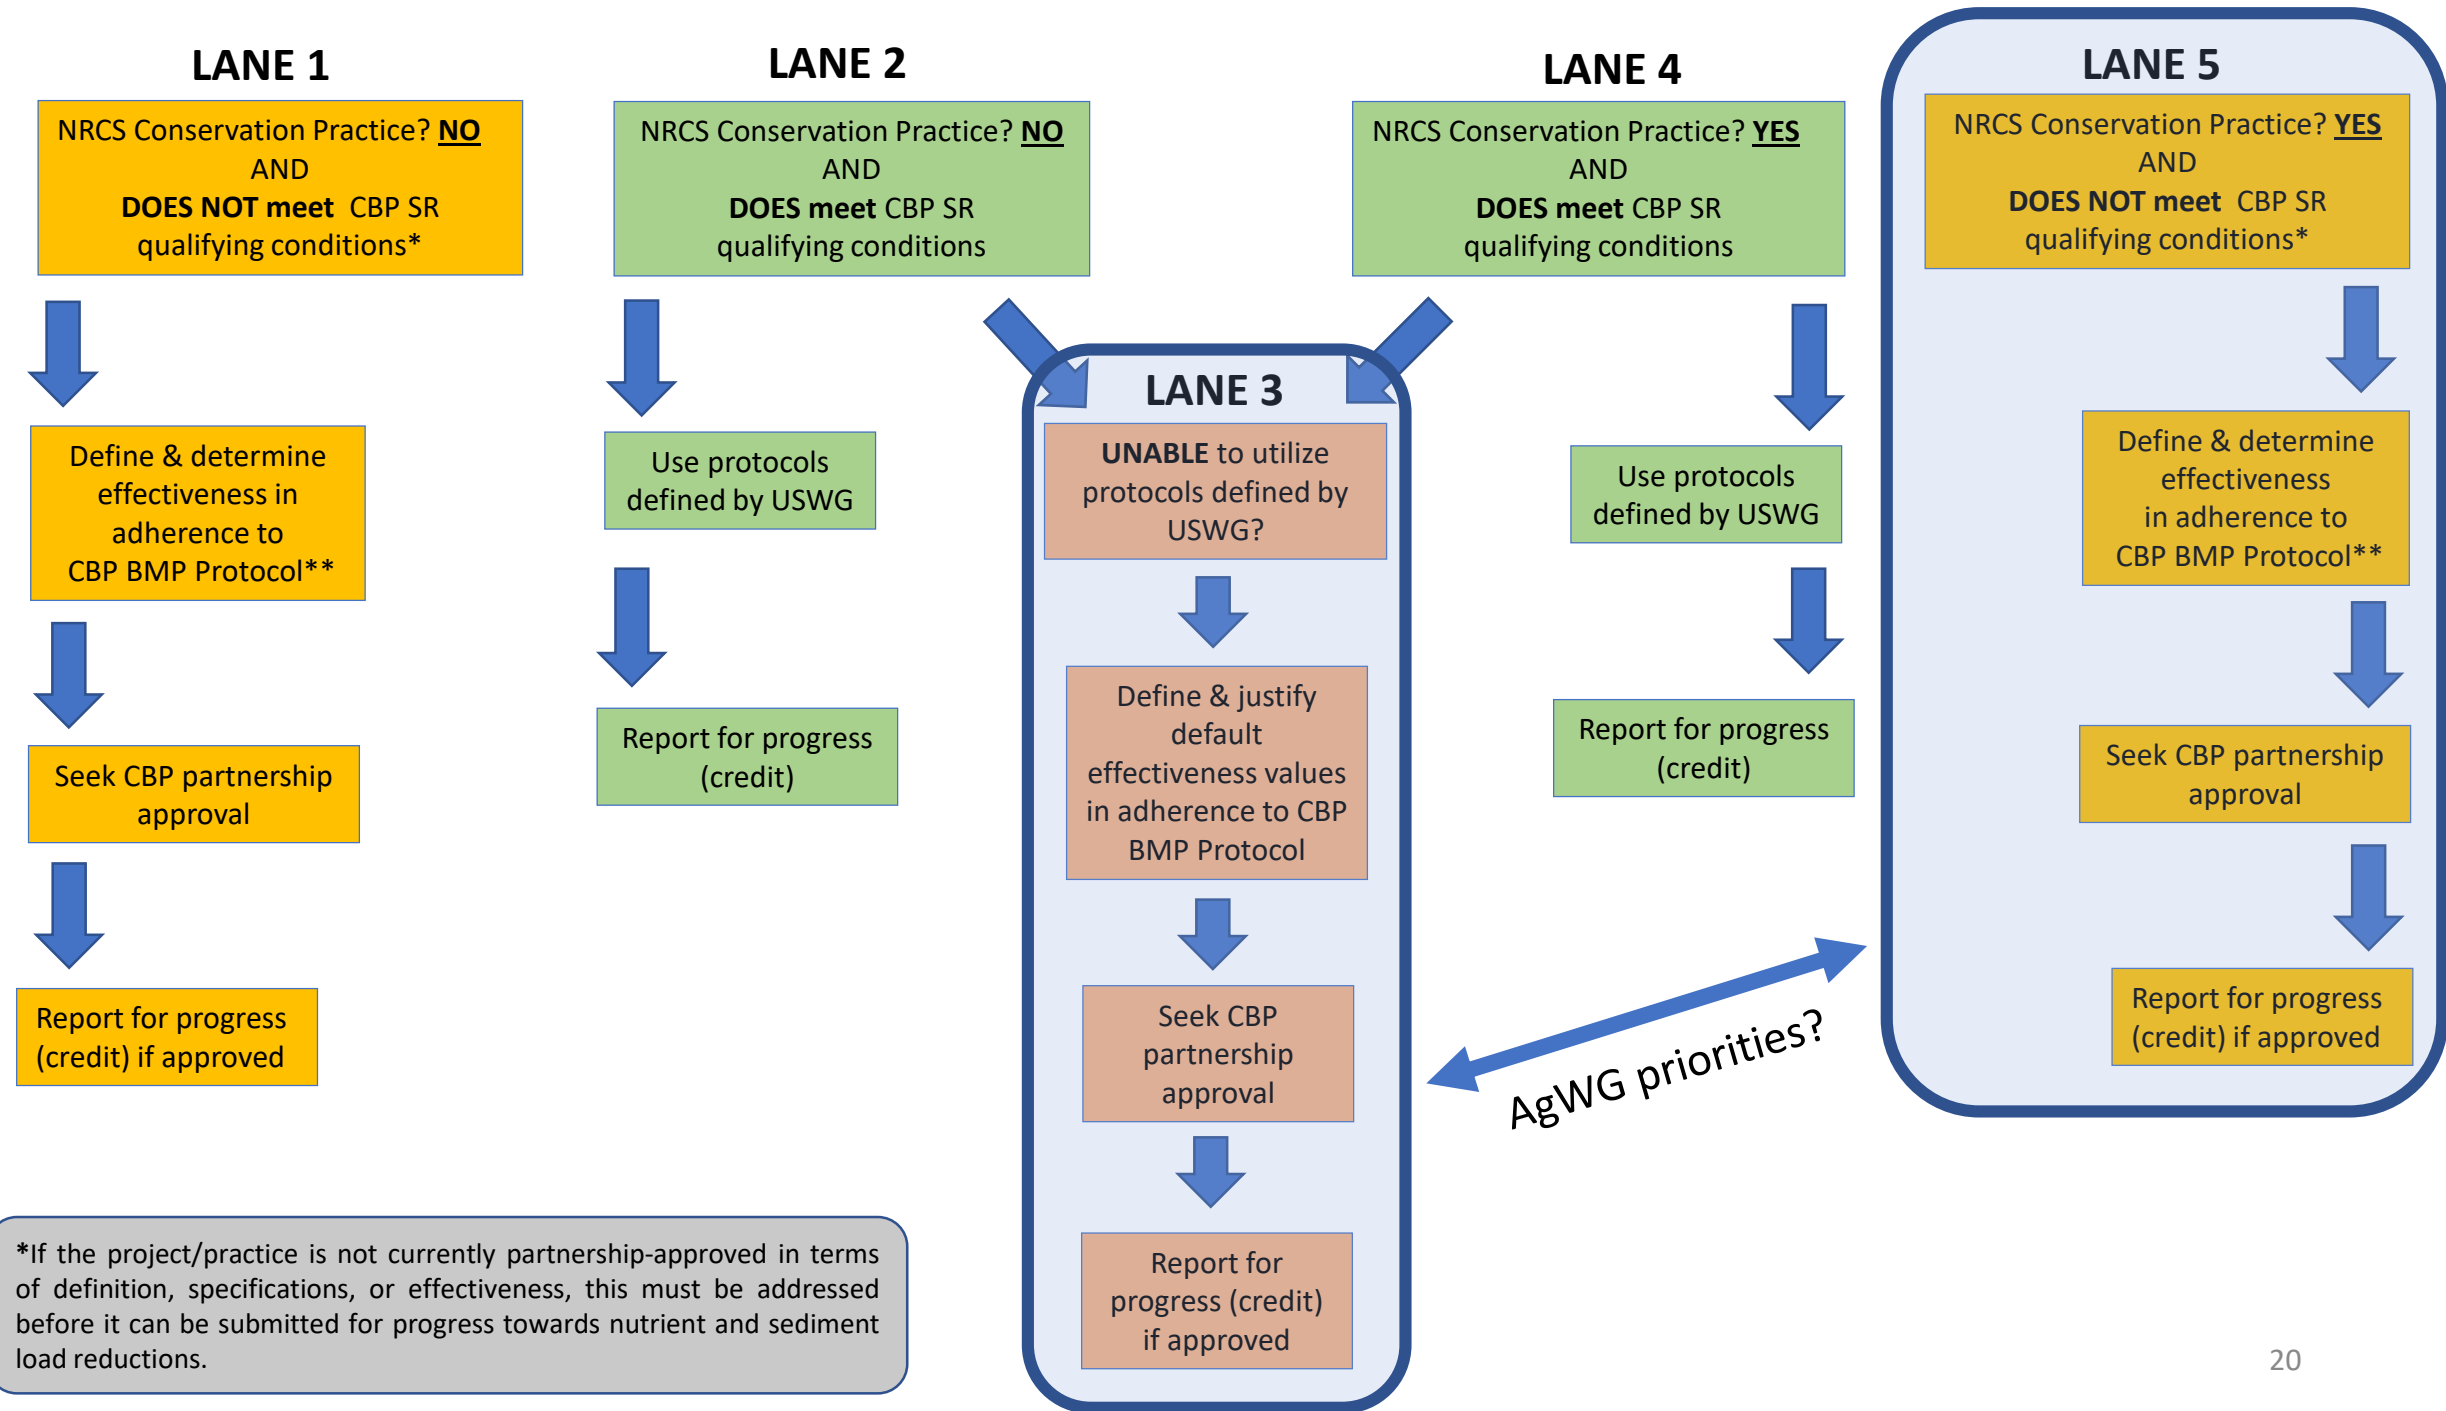 LANE 1
NRCS Conservation Practice? NO
AND
DOES NOT meet CBP SR
qualifying conditions*
Define & determine
effectiveness in
adherence to
CBP BMP Protocol**
Seek CBP partnership
approval
Report for progress
(credit) if approved
LANE 2
NRCS Conservation Practice? NO
AND
DOES meet CBP SR
qualifying conditions
Use protocols
defined by USWG
Report for progress
(credit)
LANE 3
UNABLE to utilize
protocols defined by
USWG?
Define & justify
default
effectiveness values
in adherence to CBP
BMP Protocol
Seek CBP
partnership
approval
Report for
progress (credit)
if approved
LANE 4
NRCS Conservation Practice? YES
AND
DOES meet CBP SR
qualifying conditions
Use protocols
defined by USWG
Report for progress
(credit)
AgWG priorities?
LANE 5
NRCS Conservation Practice? YES
AND
DOES NOT meet CBP SR
qualifying conditions*
Define & determine
effectiveness
in adherence to
CBP BMP Protocol**
Seek CBP partnership
approval
Report for progress
(credit) if approved
*If the project/practice is not currently partnership-approved in terms
of definition, specifications, or effectiveness, this must be addressed
before it can be submitted for progress towards nutrient and sediment
load reductions.
20